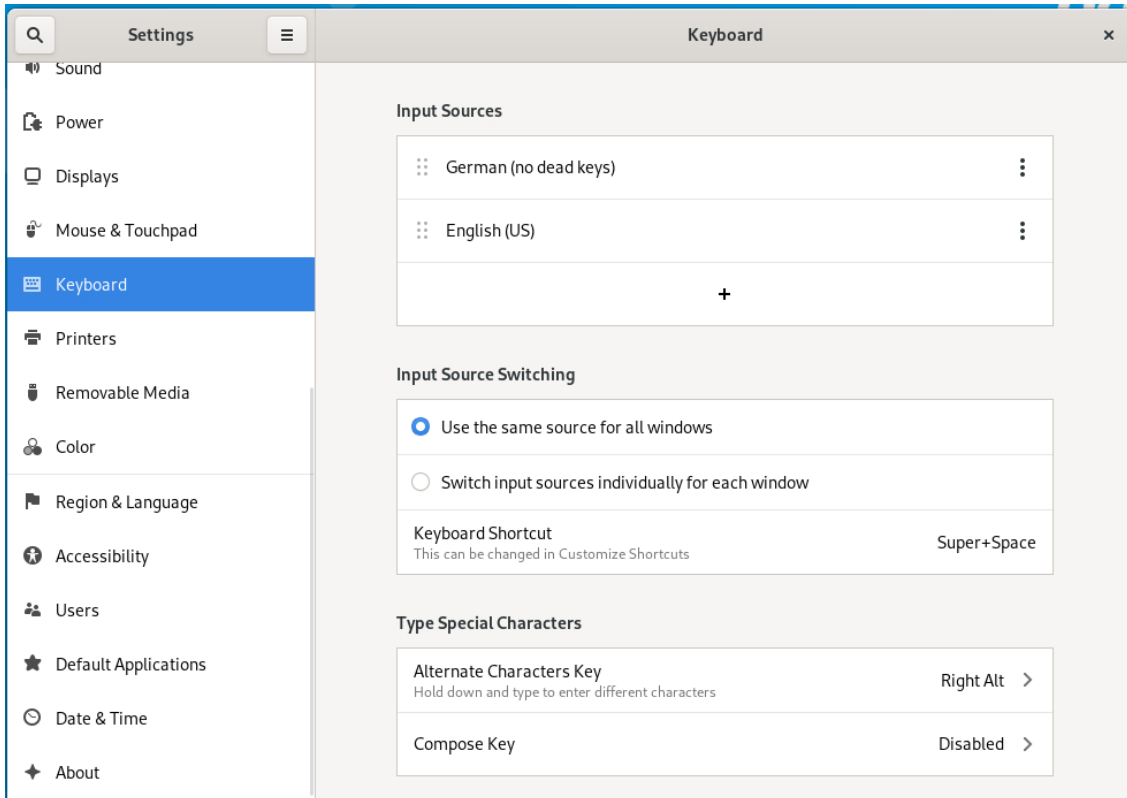 Settings
Keyboard
Sound
Power
Displays
Mouse & Touchpad
Keyboard
Printers
Removable Media
Color
Region & Language
Accessibility
Users
Default Applications
Date & Time
About
Input Sources
German (no dead keys)
English (US)
+
Input Source Switching
Use the same source for all windows
Switch input sources individually for each window
Keyboard Shortcut
This can be changed in Customize Shortcuts
Super+Space
Type Special Characters
Alternate Characters Key
Hold down and type to enter different characters
Right Alt
Compose Key
Disabled